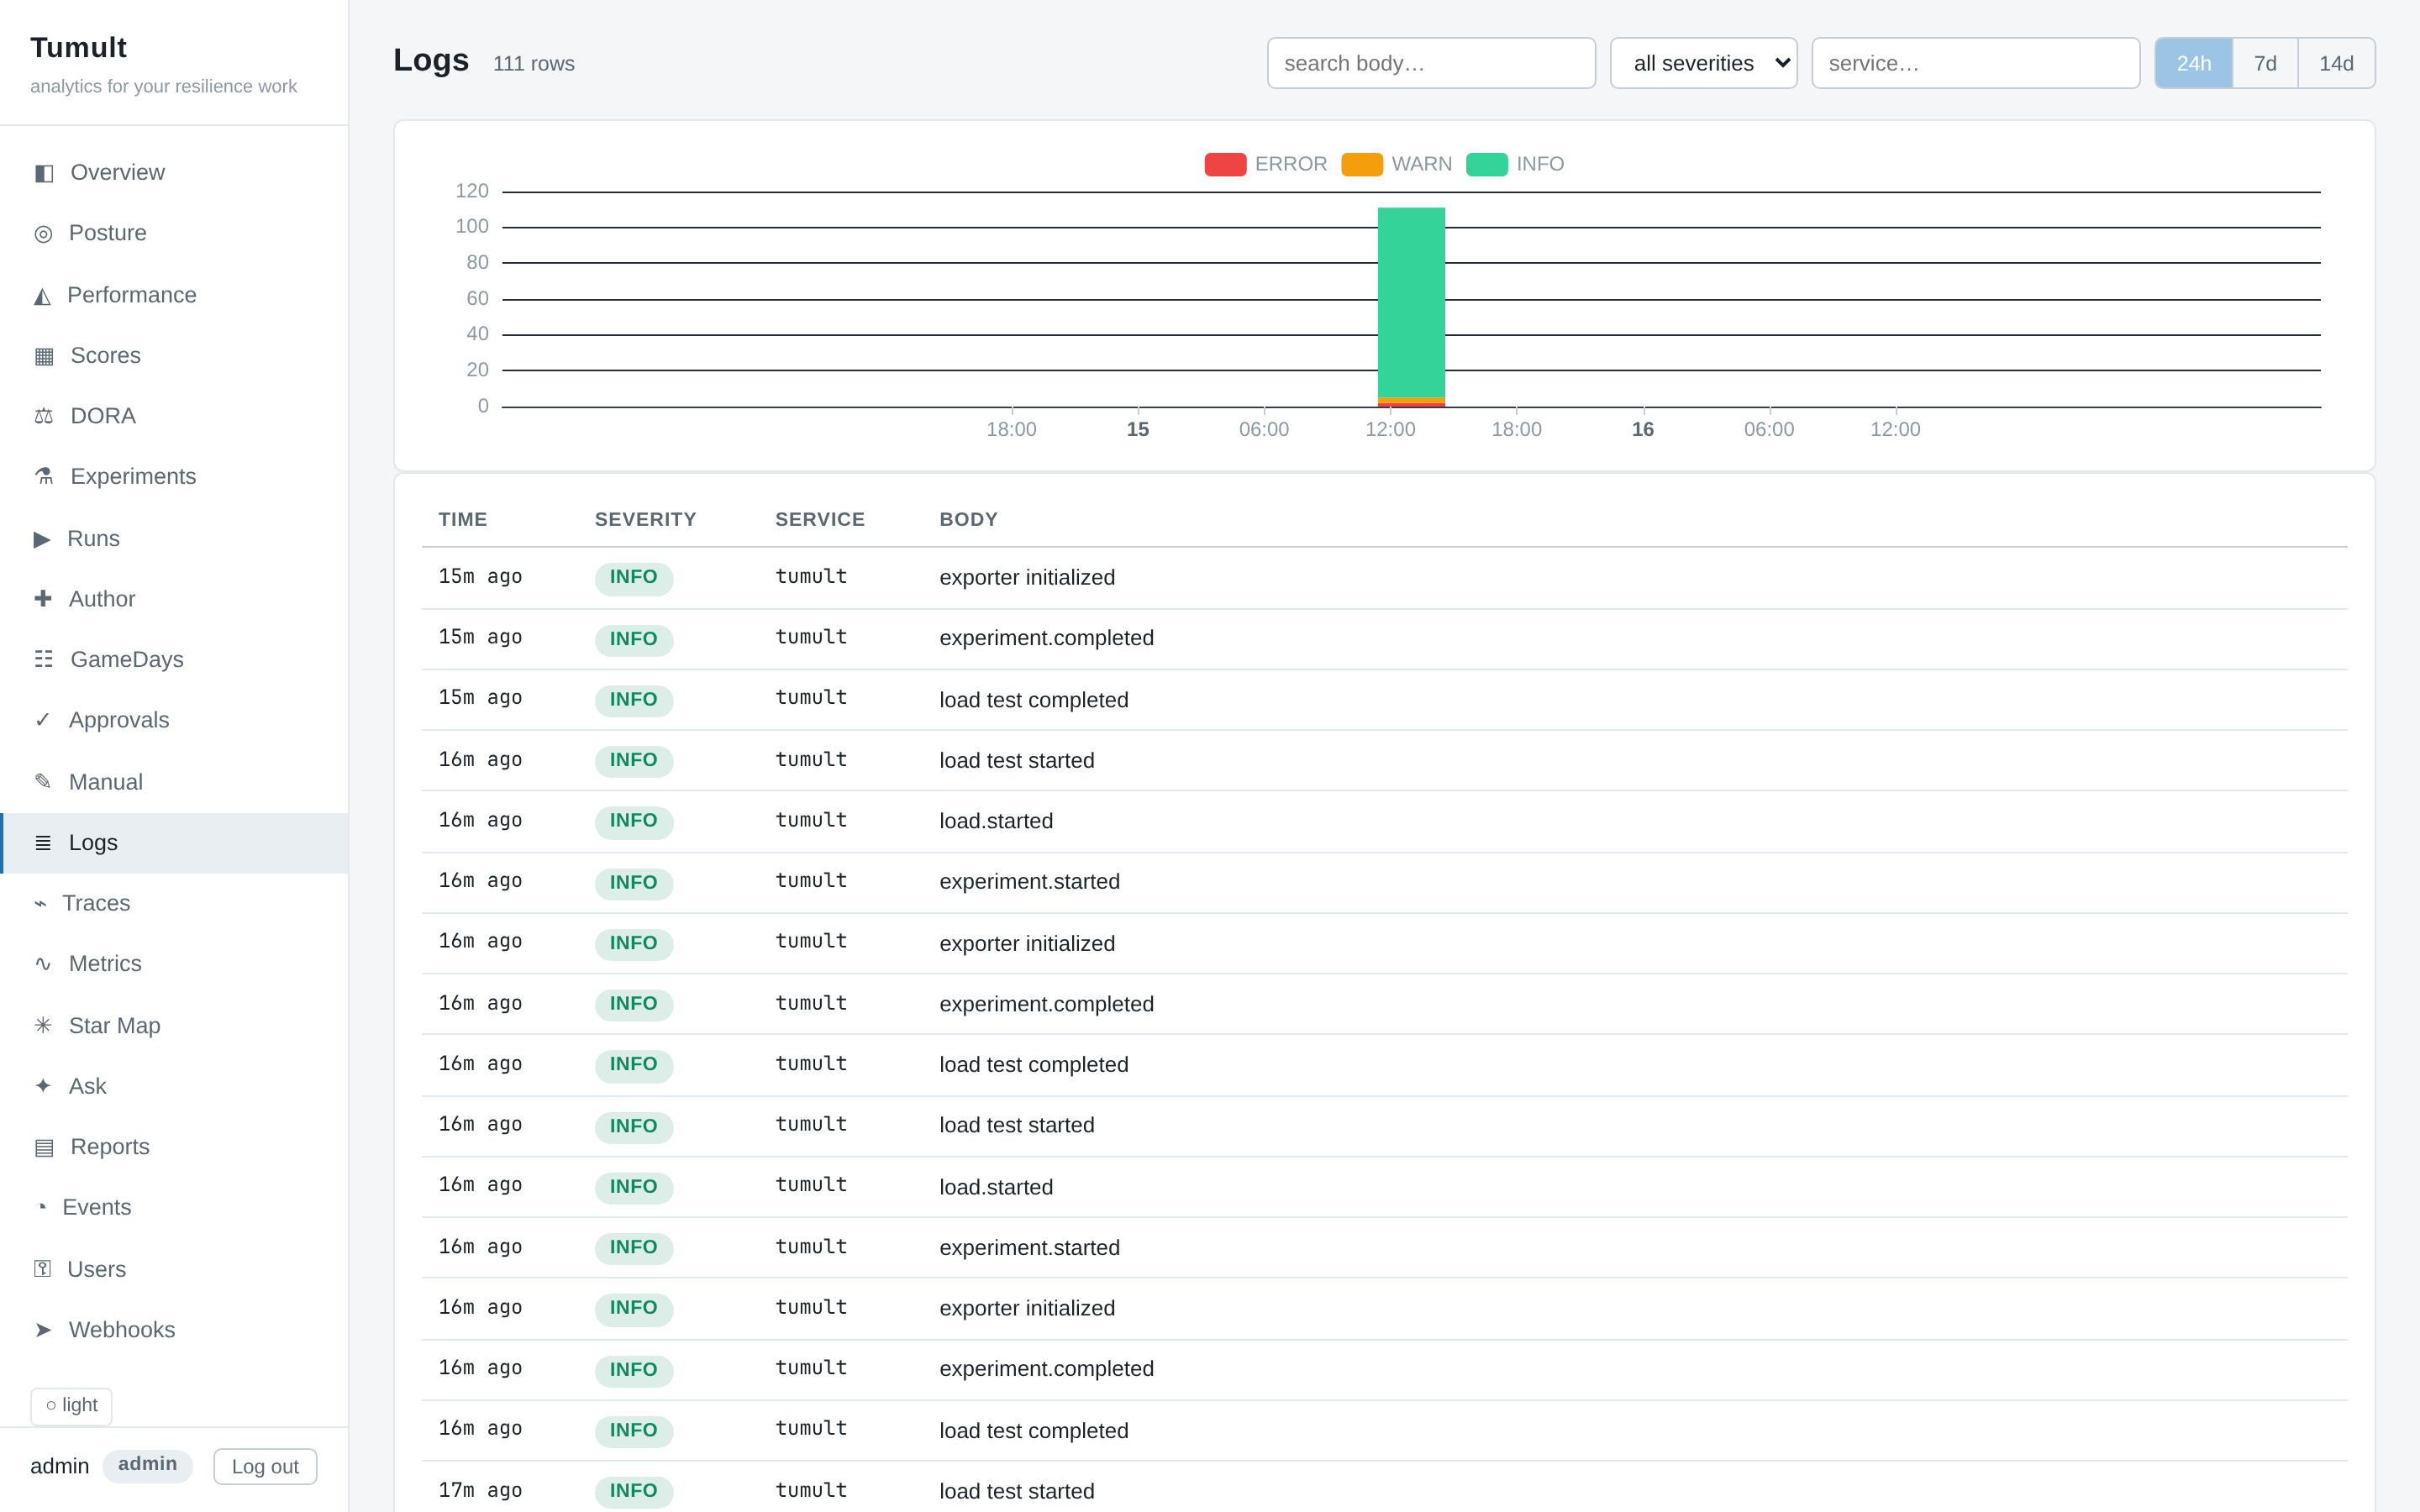 Tumult
analytics for your resilience work
Overview
Posture
Performance
Scores
DORA
Experiments
Runs
Author
GameDays
Approvals
Manual
Logs
Traces
Metrics
Star Map
Ask
Reports
Events
Users
Webhooks
light
admin admin Log out
Logs 111 rows search body… all severities service… 24h 7d 14d
ERROR WARN INFO
120
100
80
60
40
20
0
18:00 15 06:00 12:00 18:00 16 06:00 12:00
TIME SEVERITY SERVICE BODY
15m ago INFO tumult exporter initialized
15m ago INFO tumult experiment.completed
15m ago INFO tumult load test completed
16m ago INFO tumult load test started
16m ago INFO tumult load.started
16m ago INFO tumult experiment.started
16m ago INFO tumult exporter initialized
16m ago INFO tumult experiment.completed
16m ago INFO tumult load test completed
16m ago INFO tumult load test started
16m ago INFO tumult load.started
16m ago INFO tumult experiment.started
16m ago INFO tumult exporter initialized
16m ago INFO tumult experiment.completed
16m ago INFO tumult load test completed
17m ago INFO tumult load test started